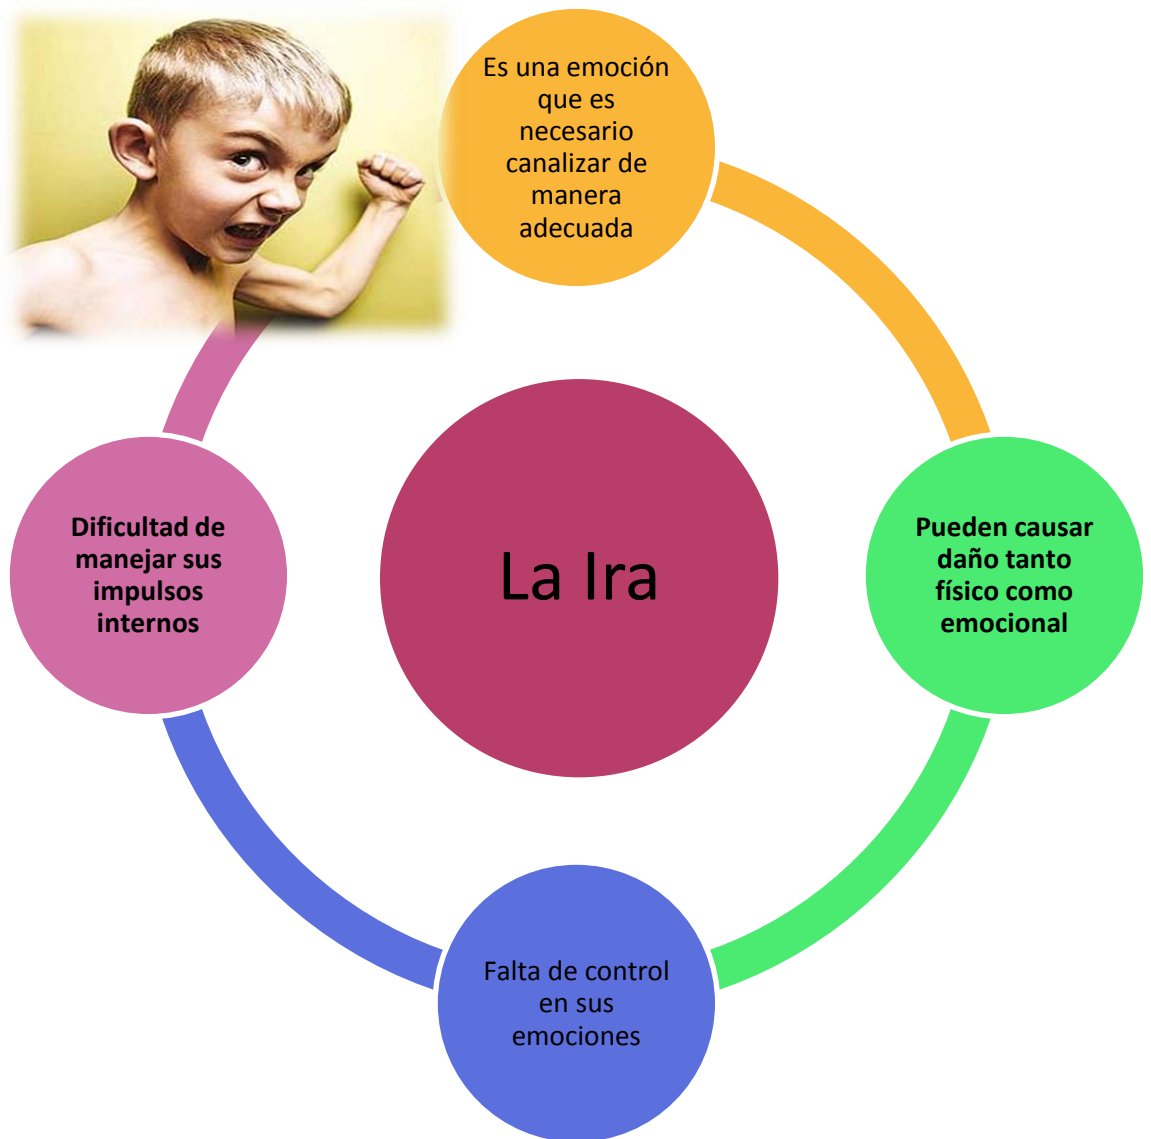 Es una emoción
que es
necesario
canalizar de
manera
adecuada
Pueden causar
daño tanto
físico como
emocional
Falta de control
en sus
emociones
Dificultad de
manejar sus
impulsos
internos
La Ira